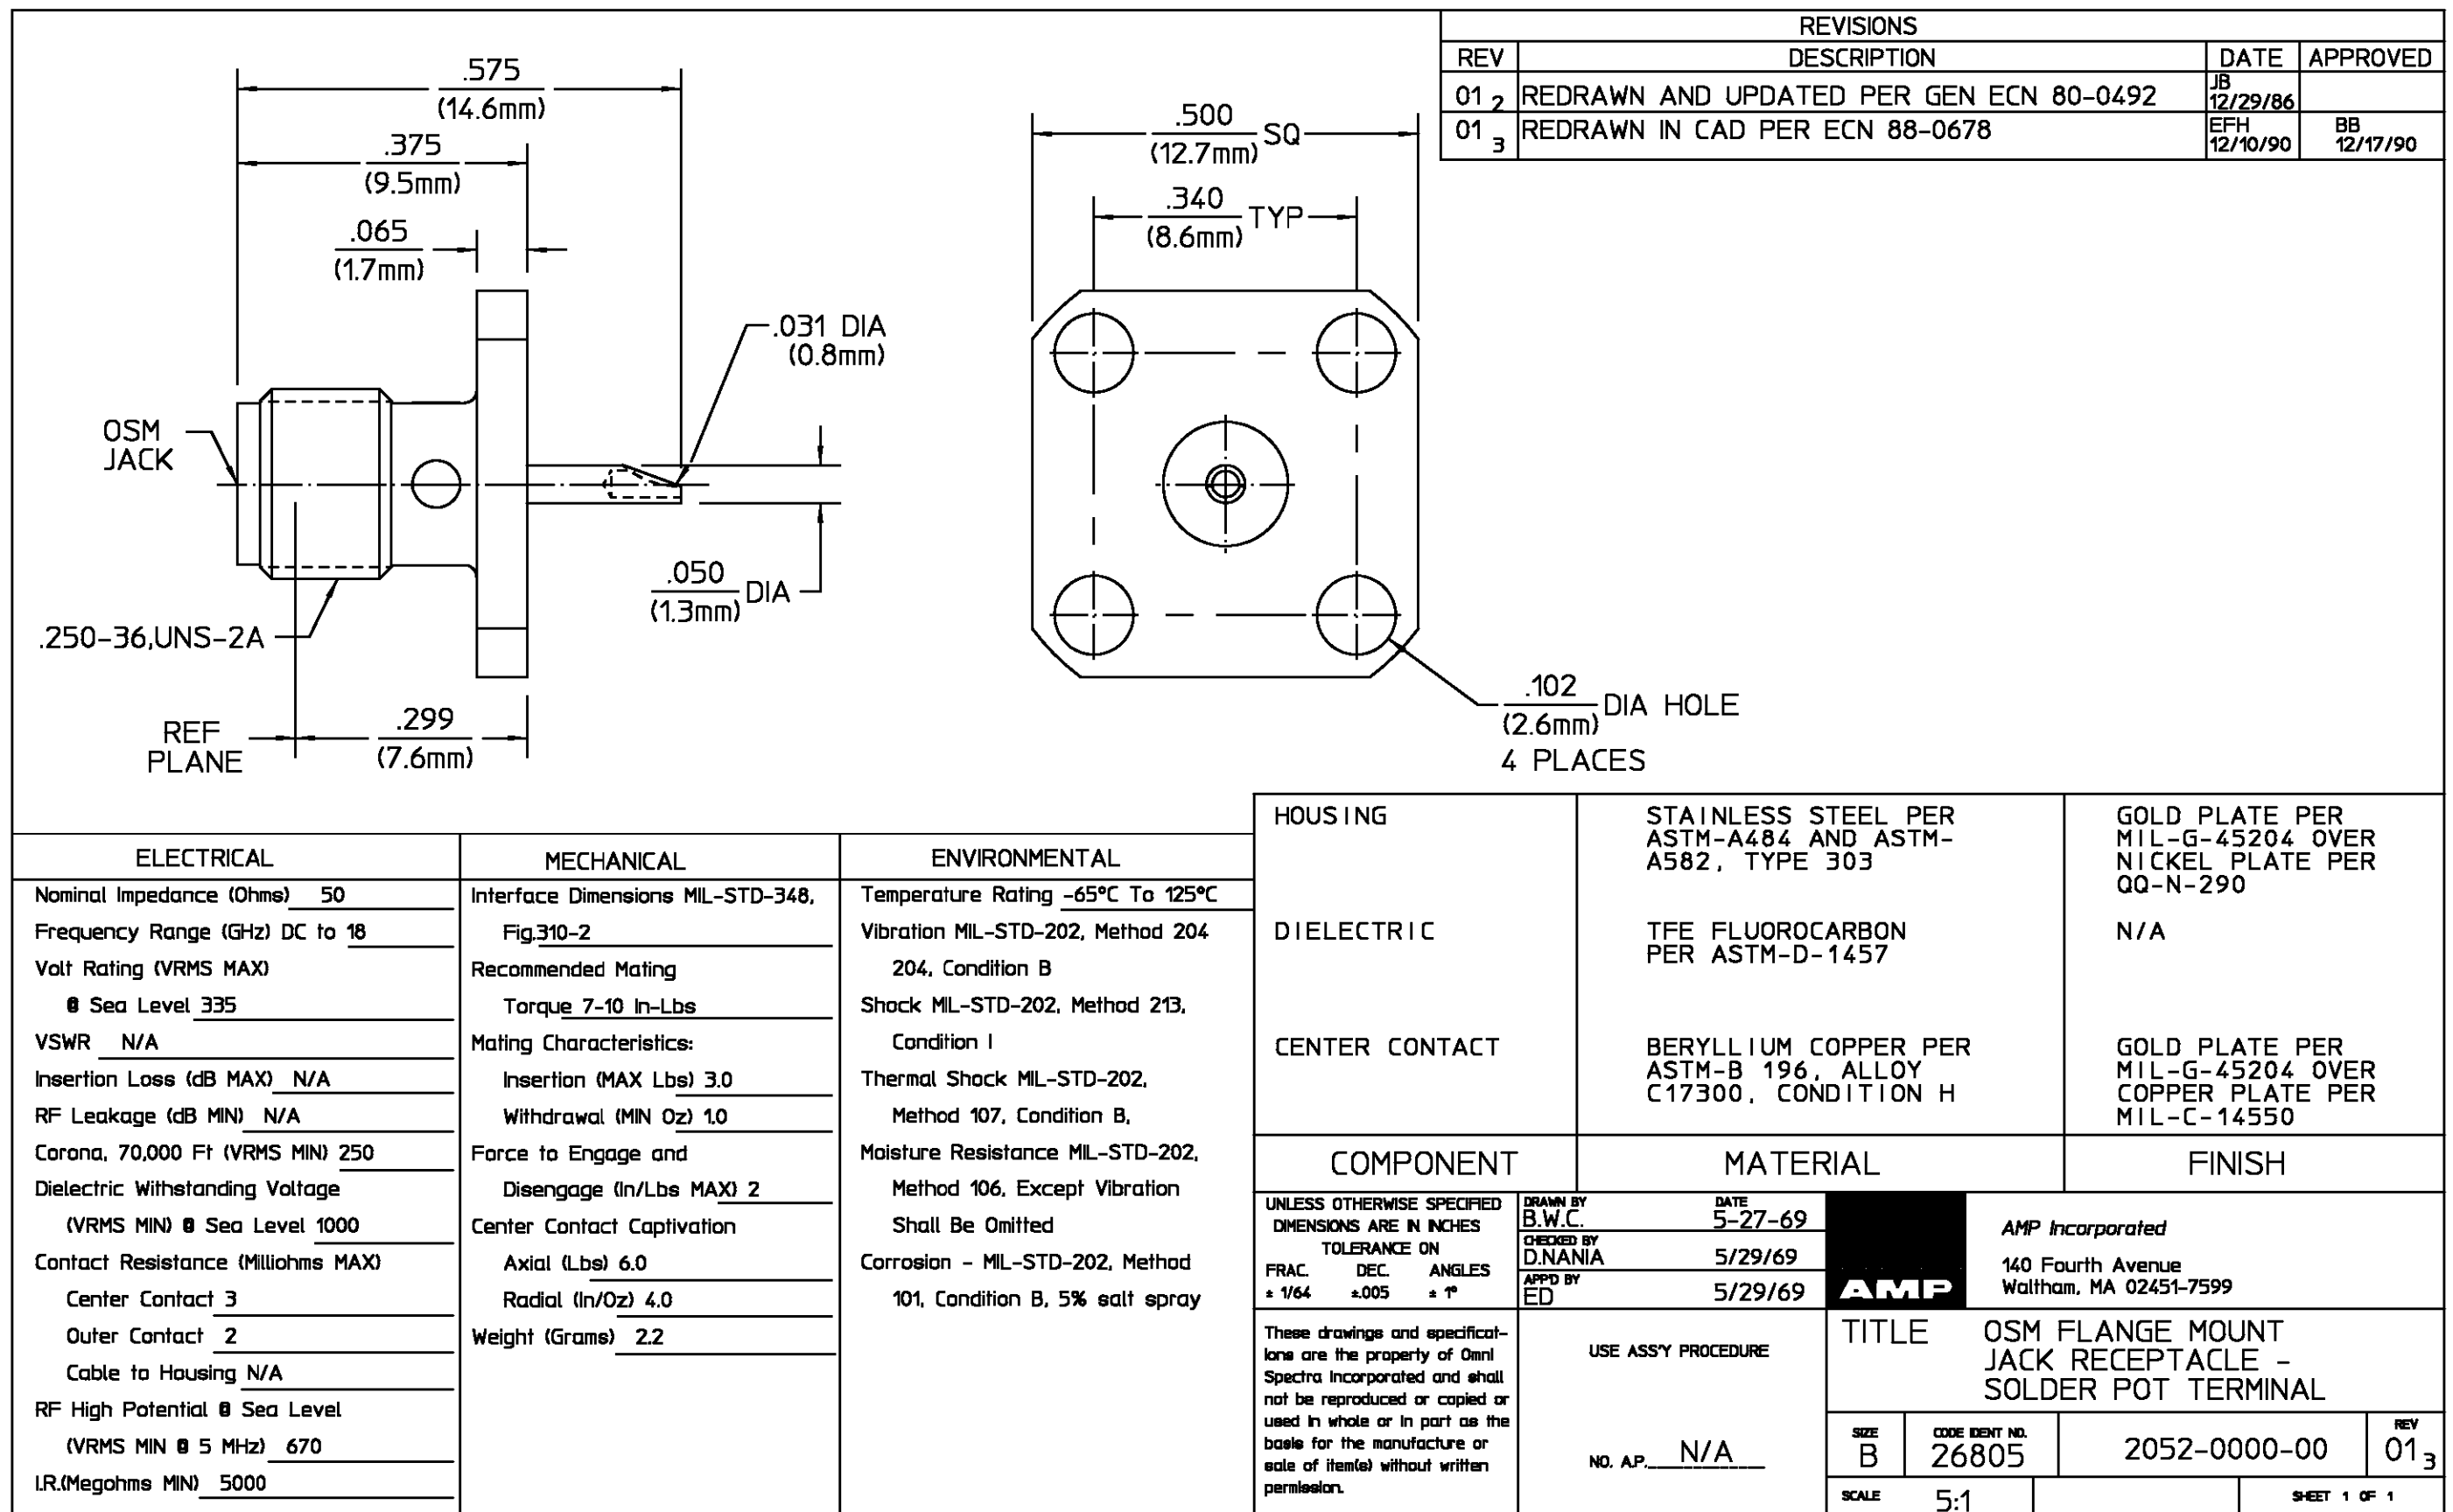 REVISIONS
REV DESCRIPTION DATE APPROVED
01 2 REDRAWN AND UPDATED PER GEN ECN 80-0492 JB 12/29/86
01 3 REDRAWN IN CAD PER ECN 88-0678 EFH 12/10/90 BB 12/17/90
.575
(14.6mm)
.375
(9.5mm)
.065
(1.7mm)
.031 DIA
(0.8mm)
OSM
JACK
.050 DIA
(1.3mm)
.250-36,UNS-2A
REF
PLANE
.299
(7.6mm)
.500 SQ
(12.7mm)
.340 TYP
(8.6mm)
.102 DIA HOLE
(2.6mm)
4 PLACES
ELECTRICAL
Nominal Impedance (Ohms) 50
Frequency Range (GHz) DC to 18
Volt Rating (VRMS MAX)
@ Sea Level 335
VSWR N/A
Insertion Loss (dB MAX) N/A
RF Leakage (dB MIN) N/A
Corona, 70,000 Ft (VRMS MIN) 250
Dielectric Withstanding Voltage
(VRMS MIN) @ Sea Level 1000
Contact Resistance (Milliohms MAX)
Center Contact 3
Outer Contact 2
Cable to Housing N/A
RF High Potential @ Sea Level
(VRMS MIN @ 5 MHz) 670
I.R.(Megohms MIN) 5000
MECHANICAL
Interface Dimensions MIL-STD-348,
Fig.310-2
Recommended Mating
Torque 7-10 In-Lbs
Mating Characteristics:
Insertion (MAX Lbs) 3.0
Withdrawal (MIN Oz) 1.0
Force to Engage and
Disengage (In/Lbs MAX) 2
Center Contact Captivation
Axial (Lbs) 6.0
Radial (In/Oz) 4.0
Weight (Grams) 2.2
ENVIRONMENTAL
Temperature Rating -65°C To 125°C
Vibration MIL-STD-202, Method 204
204, Condition B
Shock MIL-STD-202, Method 213,
Condition I
Thermal Shock MIL-STD-202,
Method 107, Condition B,
Moisture Resistance MIL-STD-202,
Method 106, Except Vibration
Shall Be Omitted
Corrosion - MIL-STD-202, Method
101, Condition B, 5% salt spray
HOUSING
STAINLESS STEEL PER
ASTM-A484 AND ASTM-
A582, TYPE 303
GOLD PLATE PER
MIL-G-45204 OVER
NICKEL PLATE PER
QQ-N-290
DIELECTRIC
TFE FLUOROCARBON
PER ASTM-D-1457
N/A
CENTER CONTACT
BERYLLIUM COPPER PER
ASTM-B 196, ALLOY
C17300, CONDITION H
GOLD PLATE PER
MIL-G-45204 OVER
COPPER PLATE PER
MIL-C-14550
COMPONENT MATERIAL FINISH
UNLESS OTHERWISE SPECIFIED
DIMENSIONS ARE IN INCHES
TOLERANCE ON
FRAC. DEC. ANGLES
± 1/64 ±.005 ± 1°
DRAWN BY DATE
B.W.C. 5-27-69
CHECKED BY
D.NANIA 5/29/69
APP'D BY
ED 5/29/69
AMP
AMP Incorporated
140 Fourth Avenue
Waltham, MA 02451-7599
These drawings and specificat-
ions are the property of Omni
Spectra Incorporated and shall
not be reproduced or copied or
used in whole or in part as the
basis for the manufacture or
sale of item(s) without written
permission.
USE ASS'Y PROCEDURE
NO. A.P. N/A
TITLE OSM FLANGE MOUNT
JACK RECEPTACLE -
SOLDER POT TERMINAL
SIZE
B
CODE IDENT NO.
26805
2052-0000-00
REV
01 3
SCALE 5:1
SHEET 1 OF 1